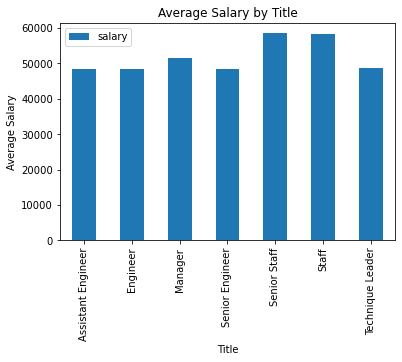 Average Salary by Title
salary
Average Salary
60000
50000
40000
30000
20000
10000
0
Assistant Engineer
Engineer
Manager
Senior Engineer
Senior Staff
Staff
Technique Leader
Title